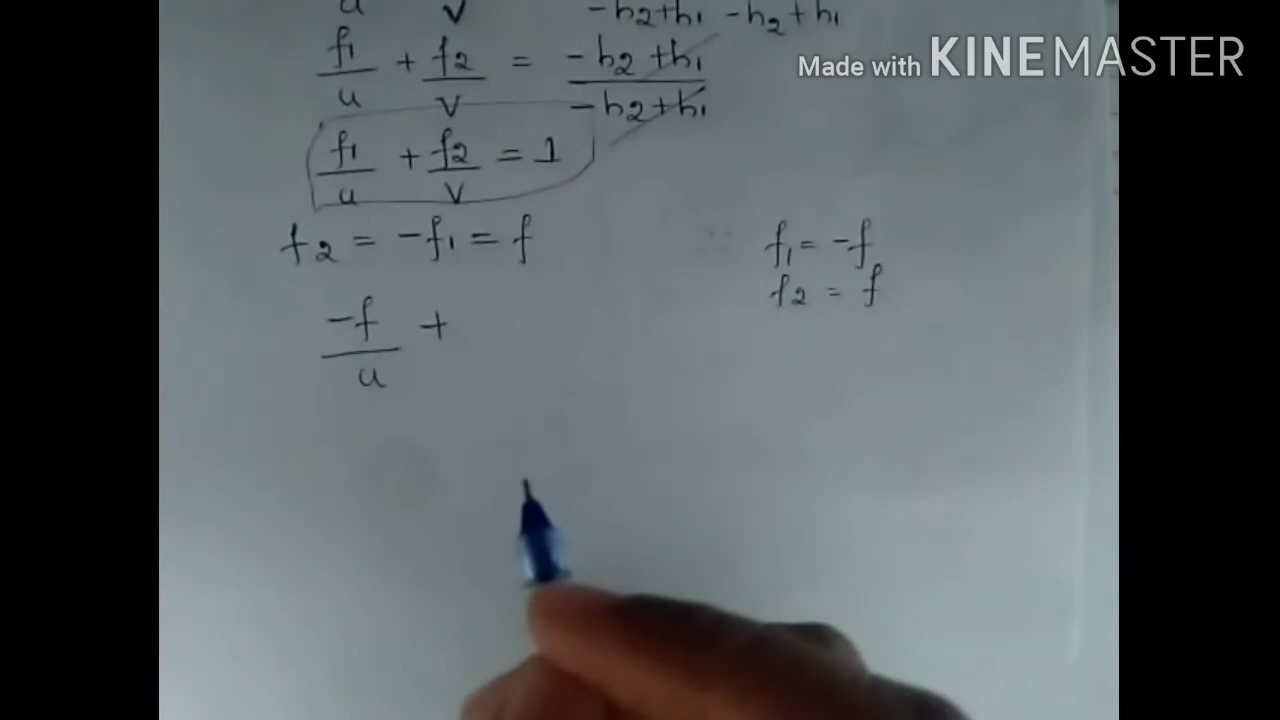 u v -h2+h1 -h2+h1
f1/u + f2/v = -h2+h1/-h2+h1
f1/u + f2/v = 1
f2 = -f1 = f
f1 = -f
f2 = f
-f/u +
Made with KINEMASTER